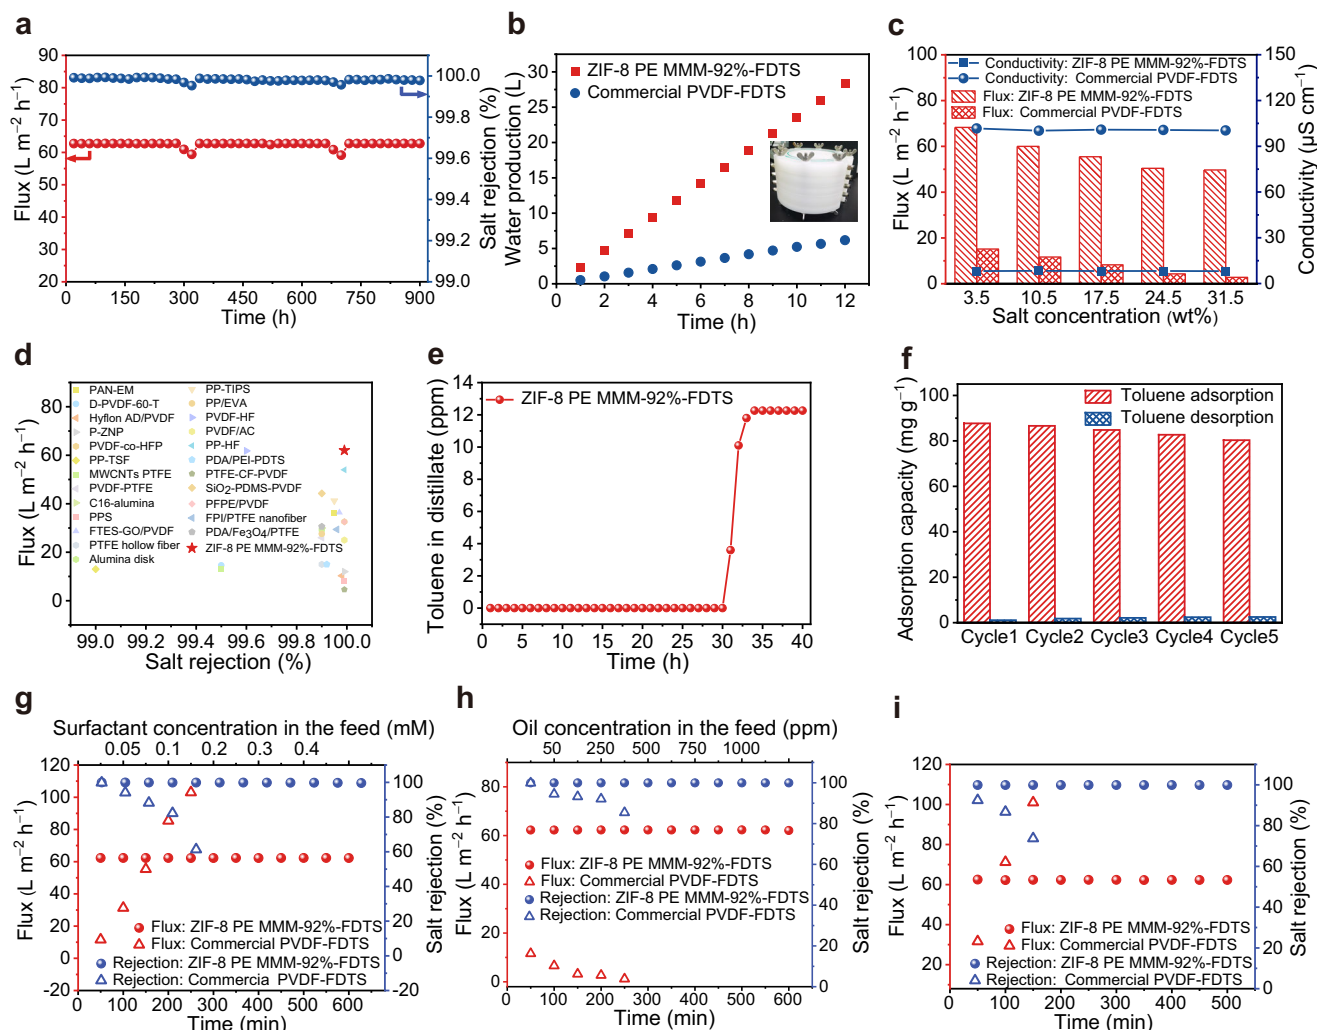 a
Flux (L m⁻² h⁻¹)
90
80
70
60
50
40
30
20
0 150 300 450 600 750 900
Time (h)
100.0
99.8
99.6
99.4
99.2
99.0
Salt rejection (%)
b
Water production (L)
30
25
20
15
10
5
0
2 4 6 8 10 12
Time (h)
ZIF-8 PE MMM-92%-FDTS
Commercial PVDF-FDTS
c
Flux (L m⁻² h⁻¹)
100
80
60
40
20
0
3.5 10.5 17.5 24.5 31.5
Salt concentration (wt%)
150
120
90
60
30
0
Conductivity (µS cm⁻¹)
Conductivity: ZIF-8 PE MMM-92%-FDTS
Conductivity: Commercial PVDF-FDTS
Flux: ZIF-8 PE MMM-92%-FDTS
Flux: Commercial PVDF-FDTS
d
Flux (L m⁻² h⁻¹)
80
60
40
20
0
99.0 99.2 99.4 99.6 99.8 100.0
Salt rejection (%)
PAN-EM
D-PVDF-60-T
Hyflon AD/PVDF
P-ZNP
PVDF-co-HFP
PP-TSF
MWCNTs PTFE
PVDF-PTFE
C16-alumina
PPS
FTES-GO/PVDF
PTFE hollow fiber
Alumina disk
PP-TIPS
PP/EVA
PVDF-HF
PVDF/AC
PP-HF
PDA/PEI-PDTS
PTFE-CF-PVDF
SiO₂-PDMS-PVDF
PFPE/PVDF
FPI/PTFE nanofiber
PDA/Fe₃O₄/PTFE
ZIF-8 PE MMM-92%-FDTS
e
Toluene in distillate (ppm)
14
12
10
8
6
4
2
0
0 5 10 15 20 25 30 35 40
Time (h)
ZIF-8 PE MMM-92%-FDTS
f
Adsorption capacity (mg g⁻¹)
100
80
60
40
20
0
Cycle1 Cycle2 Cycle3 Cycle4 Cycle5
Toluene adsorption
Toluene desorption
g
Surfactant concentration in the feed (mM)
0.05 0.1 0.2 0.3 0.4
Flux (L m⁻² h⁻¹)
120
100
80
60
40
20
0
-20
0 100 200 300 400 500 600
Time (min)
100
80
60
40
20
0
-20
Salt rejection (%)
Flux: ZIF-8 PE MMM-92%-FDTS
Flux: Commercial PVDF-FDTS
Rejection: ZIF-8 PE MMM-92%-FDTS
Rejection: Commercia PVDF-FDTS
h
Oil concentration in the feed (ppm)
50 250 500 750 1000
Flux (L m⁻² h⁻¹)
80
60
40
20
0
0 100 200 300 400 500 600
Time (min)
100
80
60
40
20
0
Salt rejection (%)
Flux: ZIF-8 PE MMM-92%-FDTS
Flux: Commercial PVDF-FDTS
Rejection: ZIF-8 PE MMM-92%-FDTS
Rejection: Commercial PVDF-FDTS
i
Flux (L m⁻² h⁻¹)
120
100
80
60
40
20
0 100 200 300 400 500
Time (min)
100
80
60
40
20
0
Salt rejection (%)
Flux: ZIF-8 PE MMM-92%-FDTS
Flux: Commercial PVDF-FDTS
Rejection: ZIF-8 PE MMM-92%-FDTS
Rejection: Commercial PVDF-FDTS